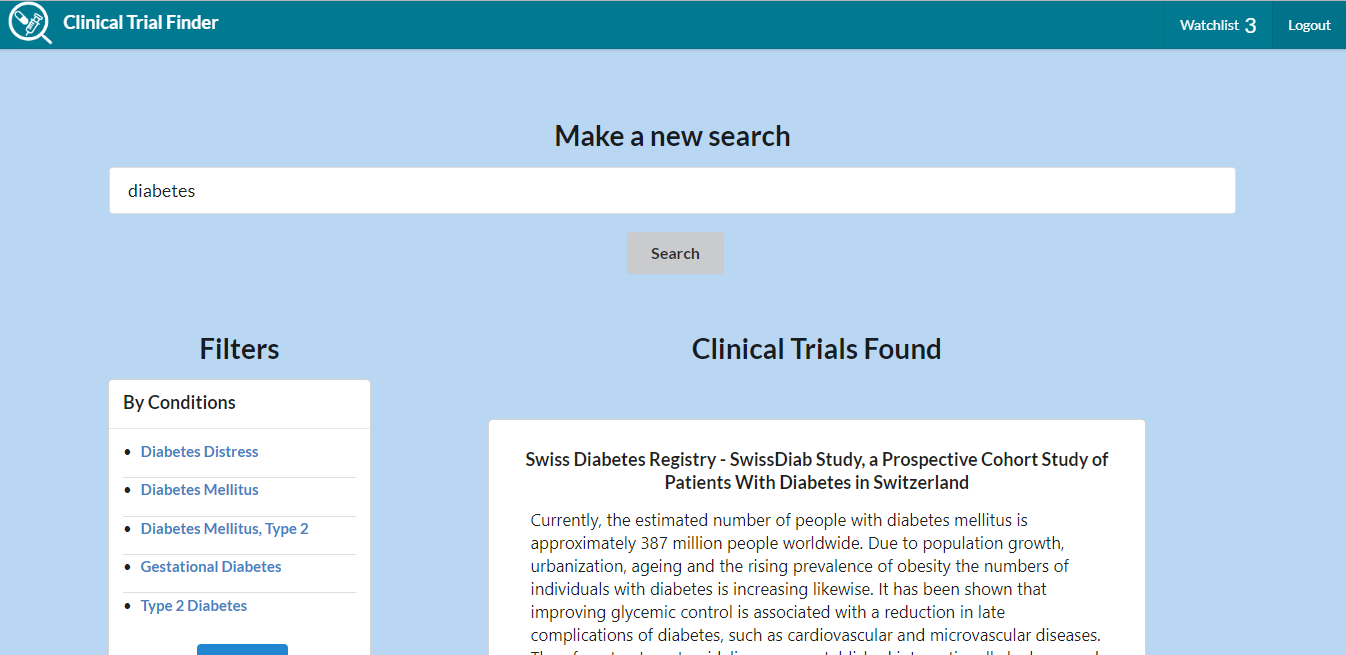 Clinical Trial Finder
Watchlist 3
Logout
Make a new search
diabetes
Search
Filters
By Conditions
Diabetes Distress
Diabetes Mellitus
Diabetes Mellitus, Type 2
Gestational Diabetes
Type 2 Diabetes
Clinical Trials Found
Swiss Diabetes Registry - SwissDiab Study, a Prospective Cohort Study of
Patients With Diabetes in Switzerland
Currently, the estimated number of people with diabetes mellitus is
approximately 387 million people worldwide. Due to population growth,
urbanization, ageing and the rising prevalence of obesity the numbers of
individuals with diabetes is increasing likewise. It has been shown that
improving glycemic control is associated with a reduction in late
complications of diabetes, such as cardiovascular and microvascular diseases.